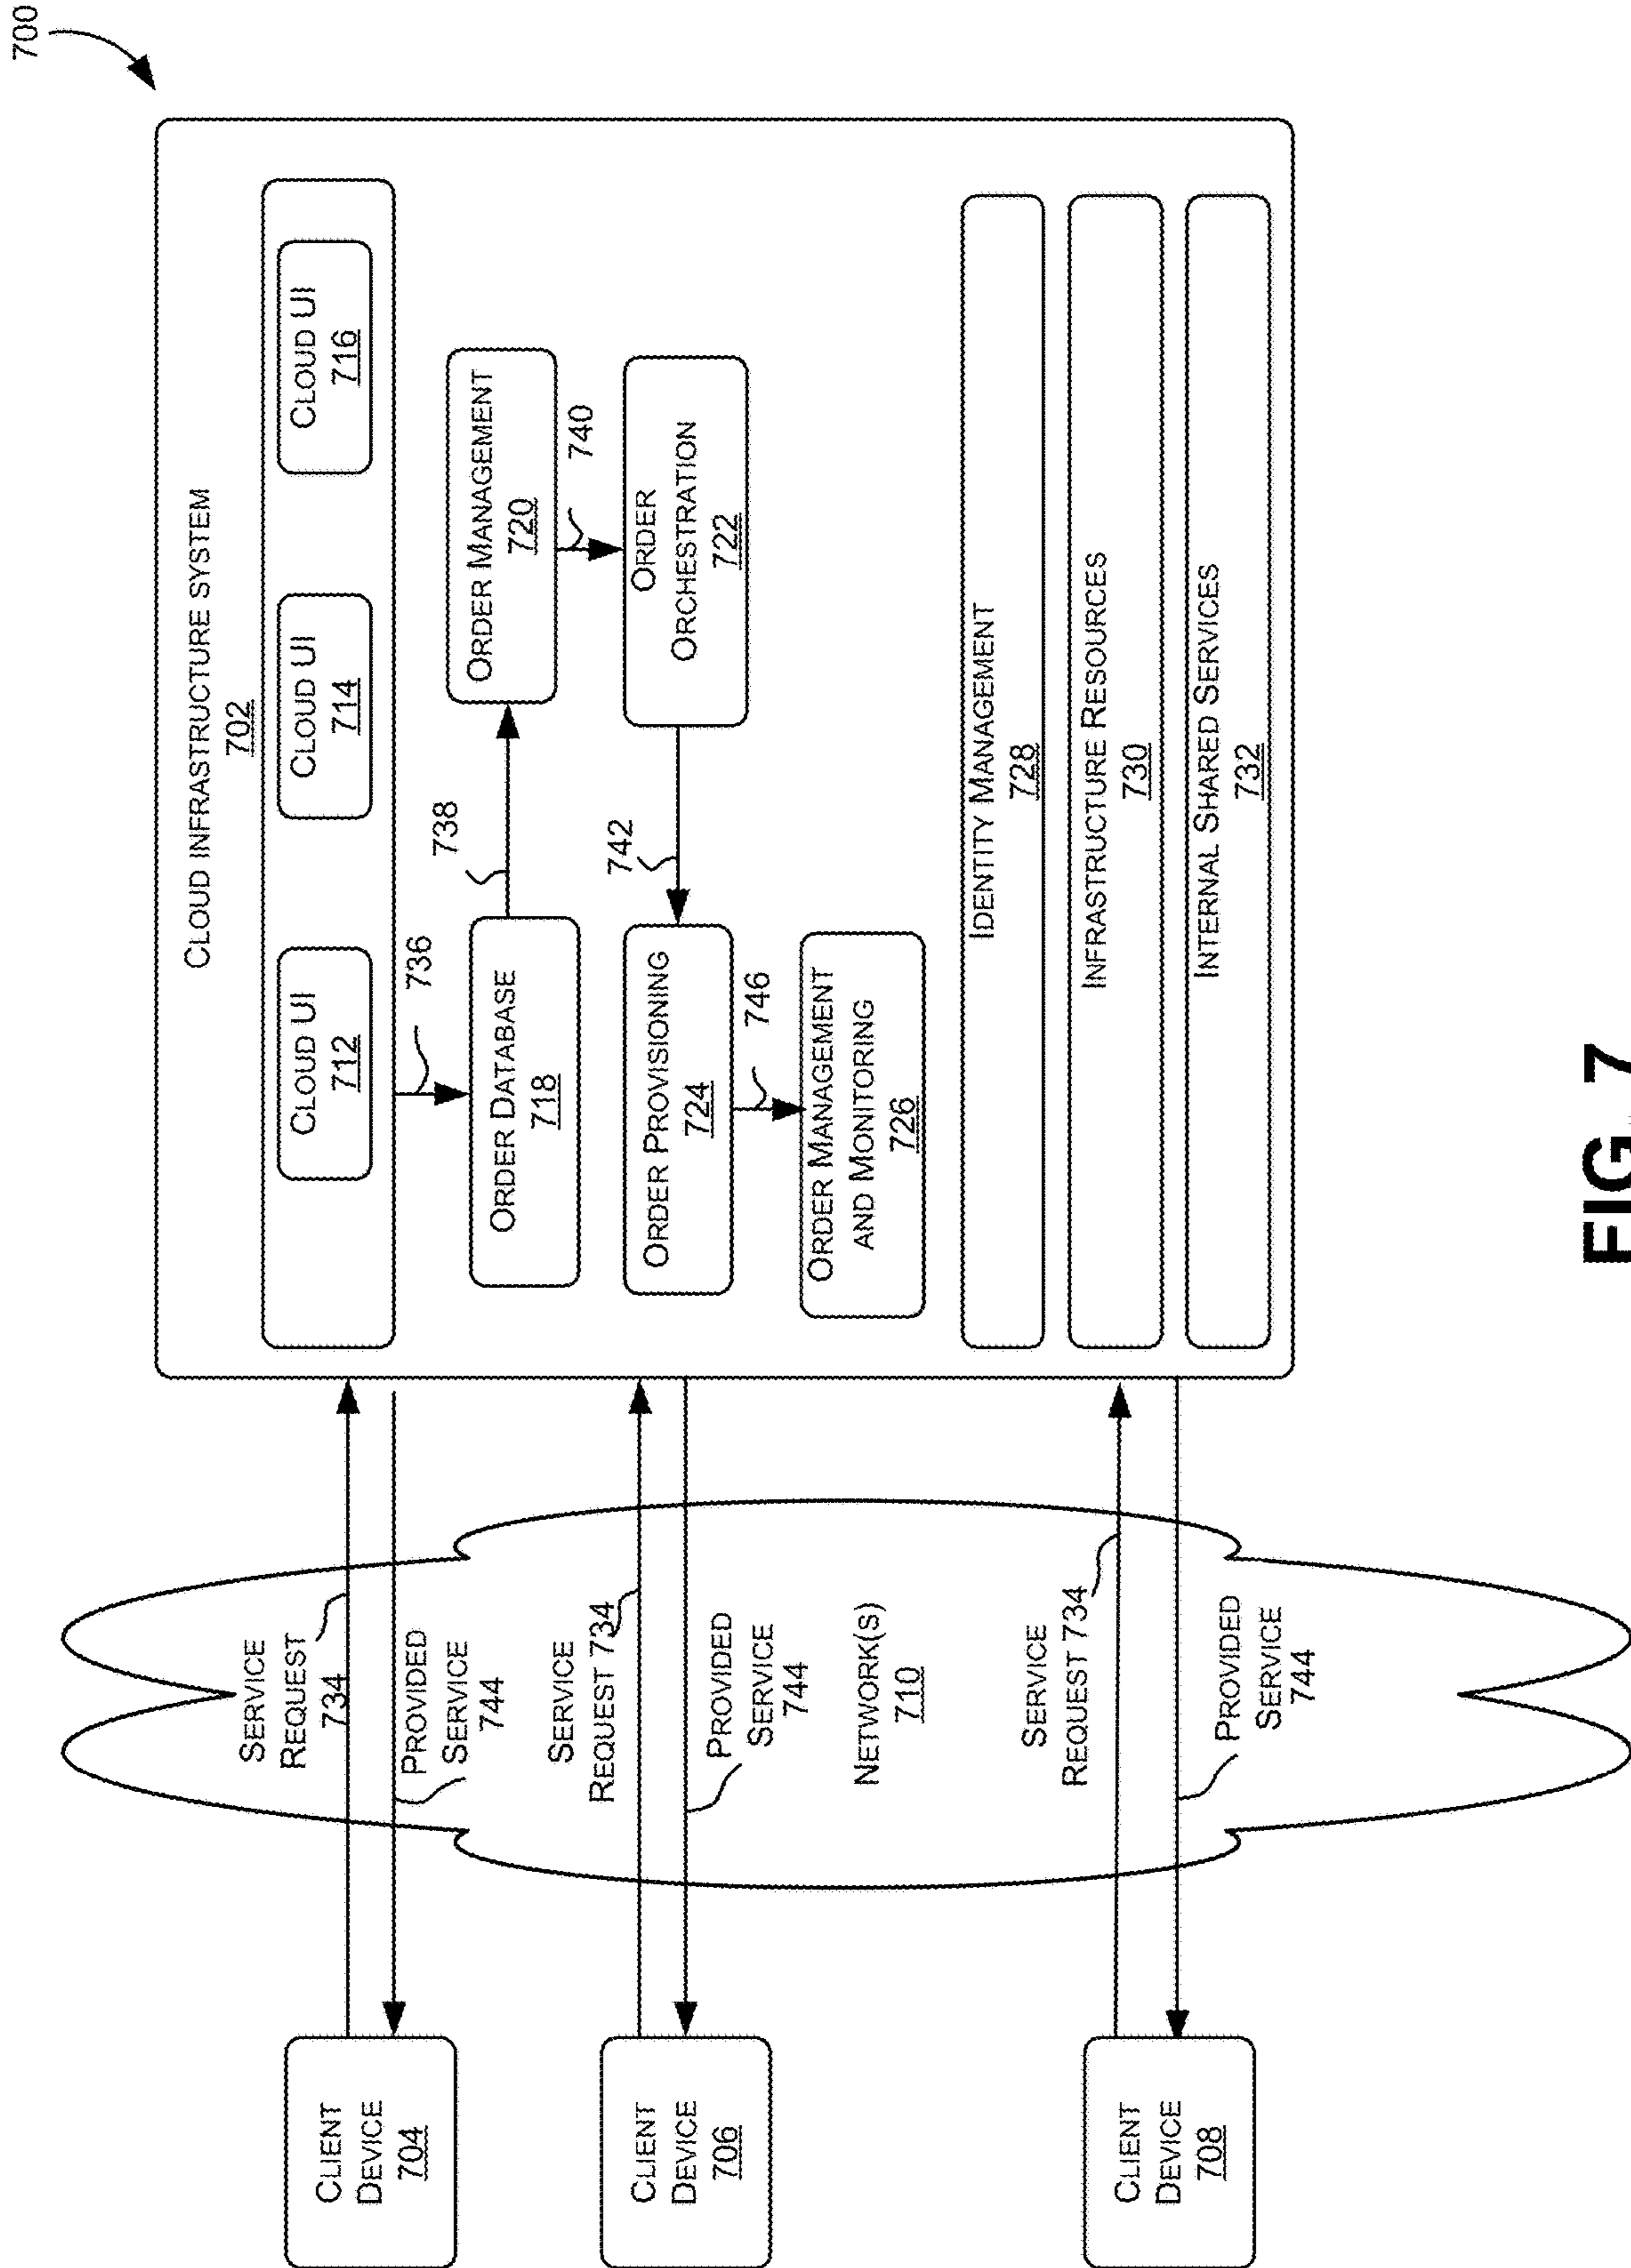 700
CLOUD INFRASTRUCTURE SYSTEM
702
CLOUD UI
712
CLOUD UI
714
CLOUD UI
716
736
ORDER DATABASE
718
738
ORDER MANAGEMENT
720
740
ORDER
ORCHESTRATION
722
742
ORDER PROVISIONING
724
746
ORDER MANAGEMENT
AND MONITORING
726
IDENTITY MANAGEMENT
728
INFRASTRUCTURE RESOURCES
730
INTERNAL SHARED SERVICES
732
CLIENT
DEVICE
704
SERVICE
REQUEST
734
PROVIDED
SERVICE
744
CLIENT
DEVICE
706
SERVICE
REQUEST 734
PROVIDED
SERVICE
744
NETWORK(S)
710
CLIENT
DEVICE
708
SERVICE
REQUEST 734
PROVIDED
SERVICE
744
FIG. 7